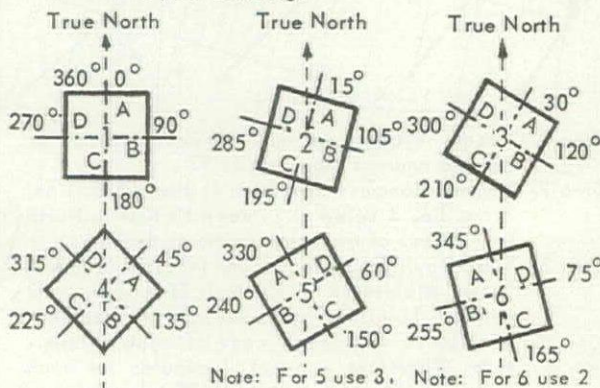 True North True North True North
360° 0° 15° 30°
A A A
270° D 1 90° D 2 105° 300° D 3
B 285° B B 120°
C C C
180° 195° 210°
330° 345°
315° 45° A D 60° A D 75°
D A
4 5 6
C B 240° B C 255° B C
225° 135° 150° 165°
Note: For 5 use 3. Note: For 6 use 2